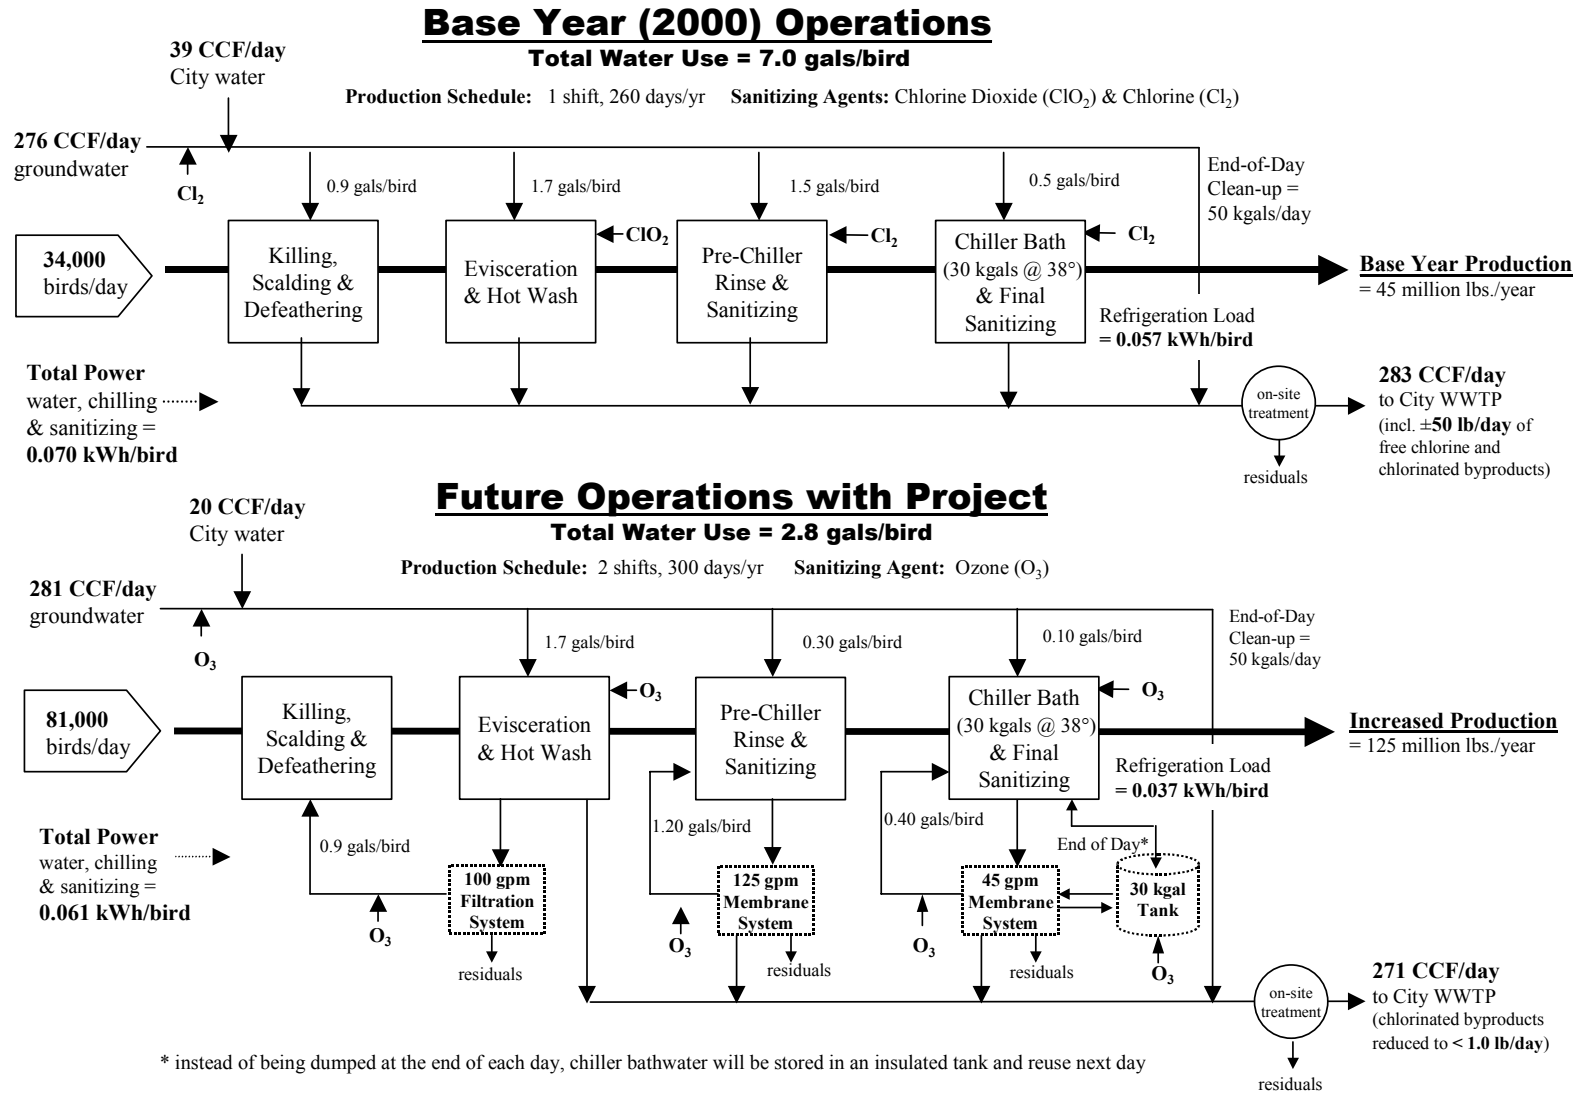 Base Year (2000) Operations
Total Water Use = 7.0 gals/bird
39 CCF/day
City water
Production Schedule: 1 shift, 260 days/yr Sanitizing Agents: Chlorine Dioxide (ClO2) & Chlorine (Cl2)
276 CCF/day
groundwater
Cl2
0.9 gals/bird
1.7 gals/bird
1.5 gals/bird
0.5 gals/bird
End-of-Day
Clean-up =
50 kgals/day
34,000
birds/day
Killing,
Scalding &
Defeathering
ClO2
Evisceration
& Hot Wash
Cl2
Pre-Chiller
Rinse &
Sanitizing
Cl2
Chiller Bath
(30 kgals @ 38°)
& Final
Sanitizing
Base Year Production
= 45 million lbs./year
Refrigeration Load
= 0.057 kWh/bird
Total Power
water, chilling
& sanitizing =
0.070 kWh/bird
on-site
treatment
residuals
283 CCF/day
to City WWTP
(incl. ±50 lb/day of
free chlorine and
chlorinated byproducts)
Future Operations with Project
Total Water Use = 2.8 gals/bird
20 CCF/day
City water
Production Schedule: 2 shifts, 300 days/yr Sanitizing Agent: Ozone (O3)
281 CCF/day
groundwater
O3
1.7 gals/bird
0.30 gals/bird
0.10 gals/bird
End-of-Day
Clean-up =
50 kgals/day
81,000
birds/day
Killing,
Scalding &
Defeathering
O3
Evisceration
& Hot Wash
Pre-Chiller
Rinse &
Sanitizing
O3
Chiller Bath
(30 kgals @ 38°)
& Final
Sanitizing
Increased Production
= 125 million lbs./year
Refrigeration Load
= 0.037 kWh/bird
Total Power
water, chilling
& sanitizing =
0.061 kWh/bird
0.9 gals/bird
1.20 gals/bird
0.40 gals/bird
End of Day*
100 gpm
Filtration
System
125 gpm
Membrane
System
45 gpm
Membrane
System
30 kgal
Tank
O3
O3
O3
O3
residuals
residuals
residuals
on-site
treatment
residuals
271 CCF/day
to City WWTP
(chlorinated byproducts
reduced to < 1.0 lb/day)
* instead of being dumped at the end of each day, chiller bathwater will be stored in an insulated tank and reuse next day